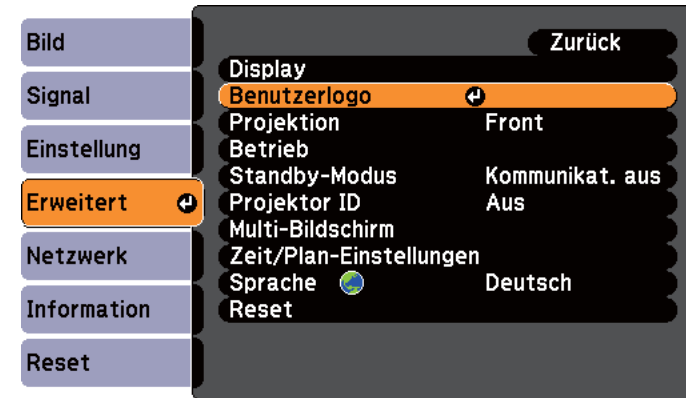 Bild
Signal
Einstellung
Erweitert
Netzwerk
Information
Reset
Zurück
Display
Benutzerlogo
Projektion Front
Betrieb
Standby-Modus Kommunikat. aus
Projektor ID Aus
Multi-Bildschirm
Zeit/Plan-Einstellungen
Sprache Deutsch
Reset